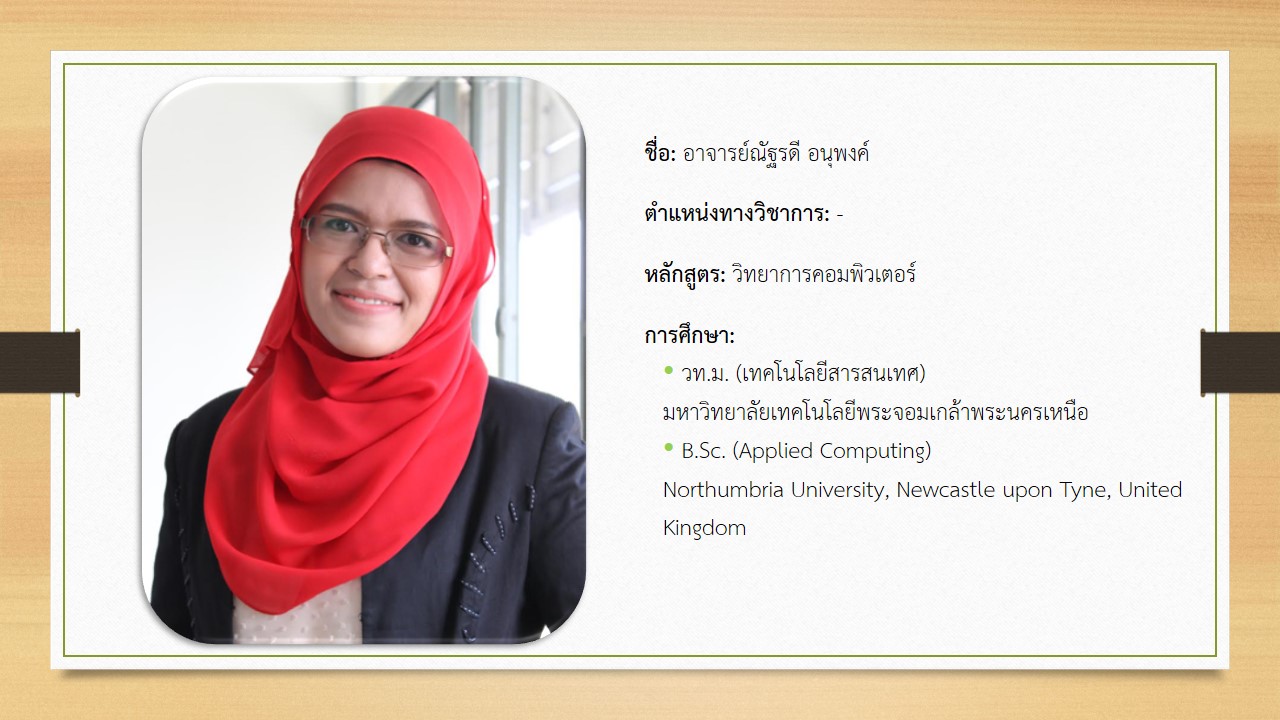 ชื่อ: อาจารย์ณัฐรดี อนุพงค์
ตำแหน่งทางวิชาการ: -
หลักสูตร: วิทยาการคอมพิวเตอร์
การศึกษา:
• วท.ม. (เทคโนโลยีสารสนเทศ)
มหาวิทยาลัยเทคโนโลยีพระจอมเกล้าพระนครเหนือ
• B.Sc. (Applied Computing)
Northumbria University, Newcastle upon Tyne, United
Kingdom